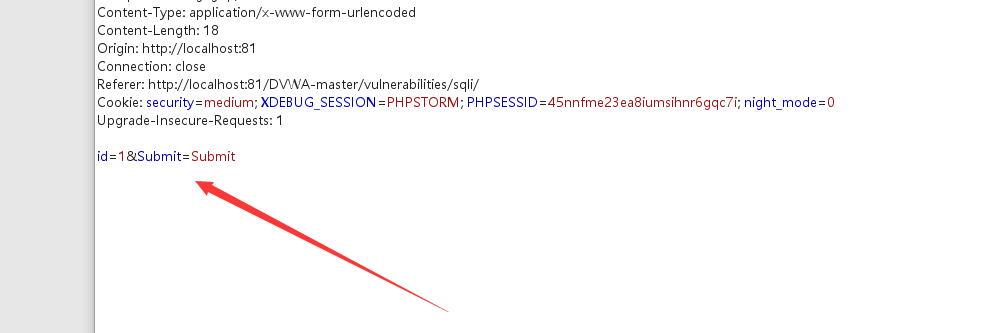 Content-Type: application/x-www-form-urlencoded
Content-Length: 18
Origin: http://localhost:81
Connection: close
Referer: http://localhost:81/DVWA-master/vulnerabilities/sqli/
Cookie: security=medium; XDEBUG_SESSION=PHPSTORM; PHPSESSID=45nnfme23ea8iumsihnr6gqc7i; night_mode=0
Upgrade-Insecure-Requests: 1
id=1&Submit=Submit